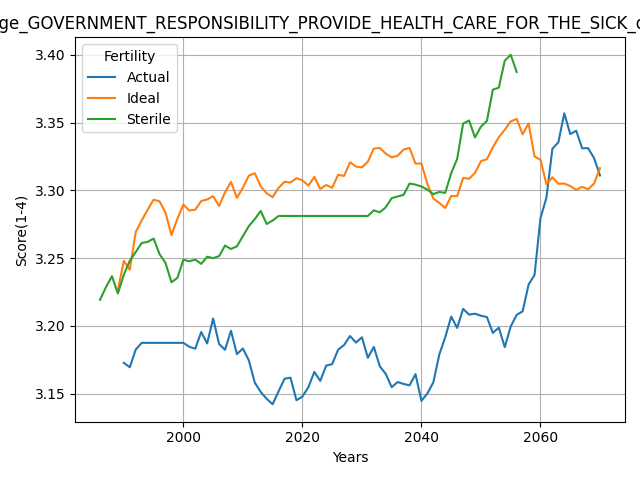 ge_GOVERNMENT_RESPONSIBILITY_PROVIDE_HEALTH_CARE_FOR_THE_SICK_
Fertility
Actual
Ideal
Sterile
Score(1-4)
3.40
3.35
3.30
3.25
3.20
3.15
2000
2020
2040
2060
Years